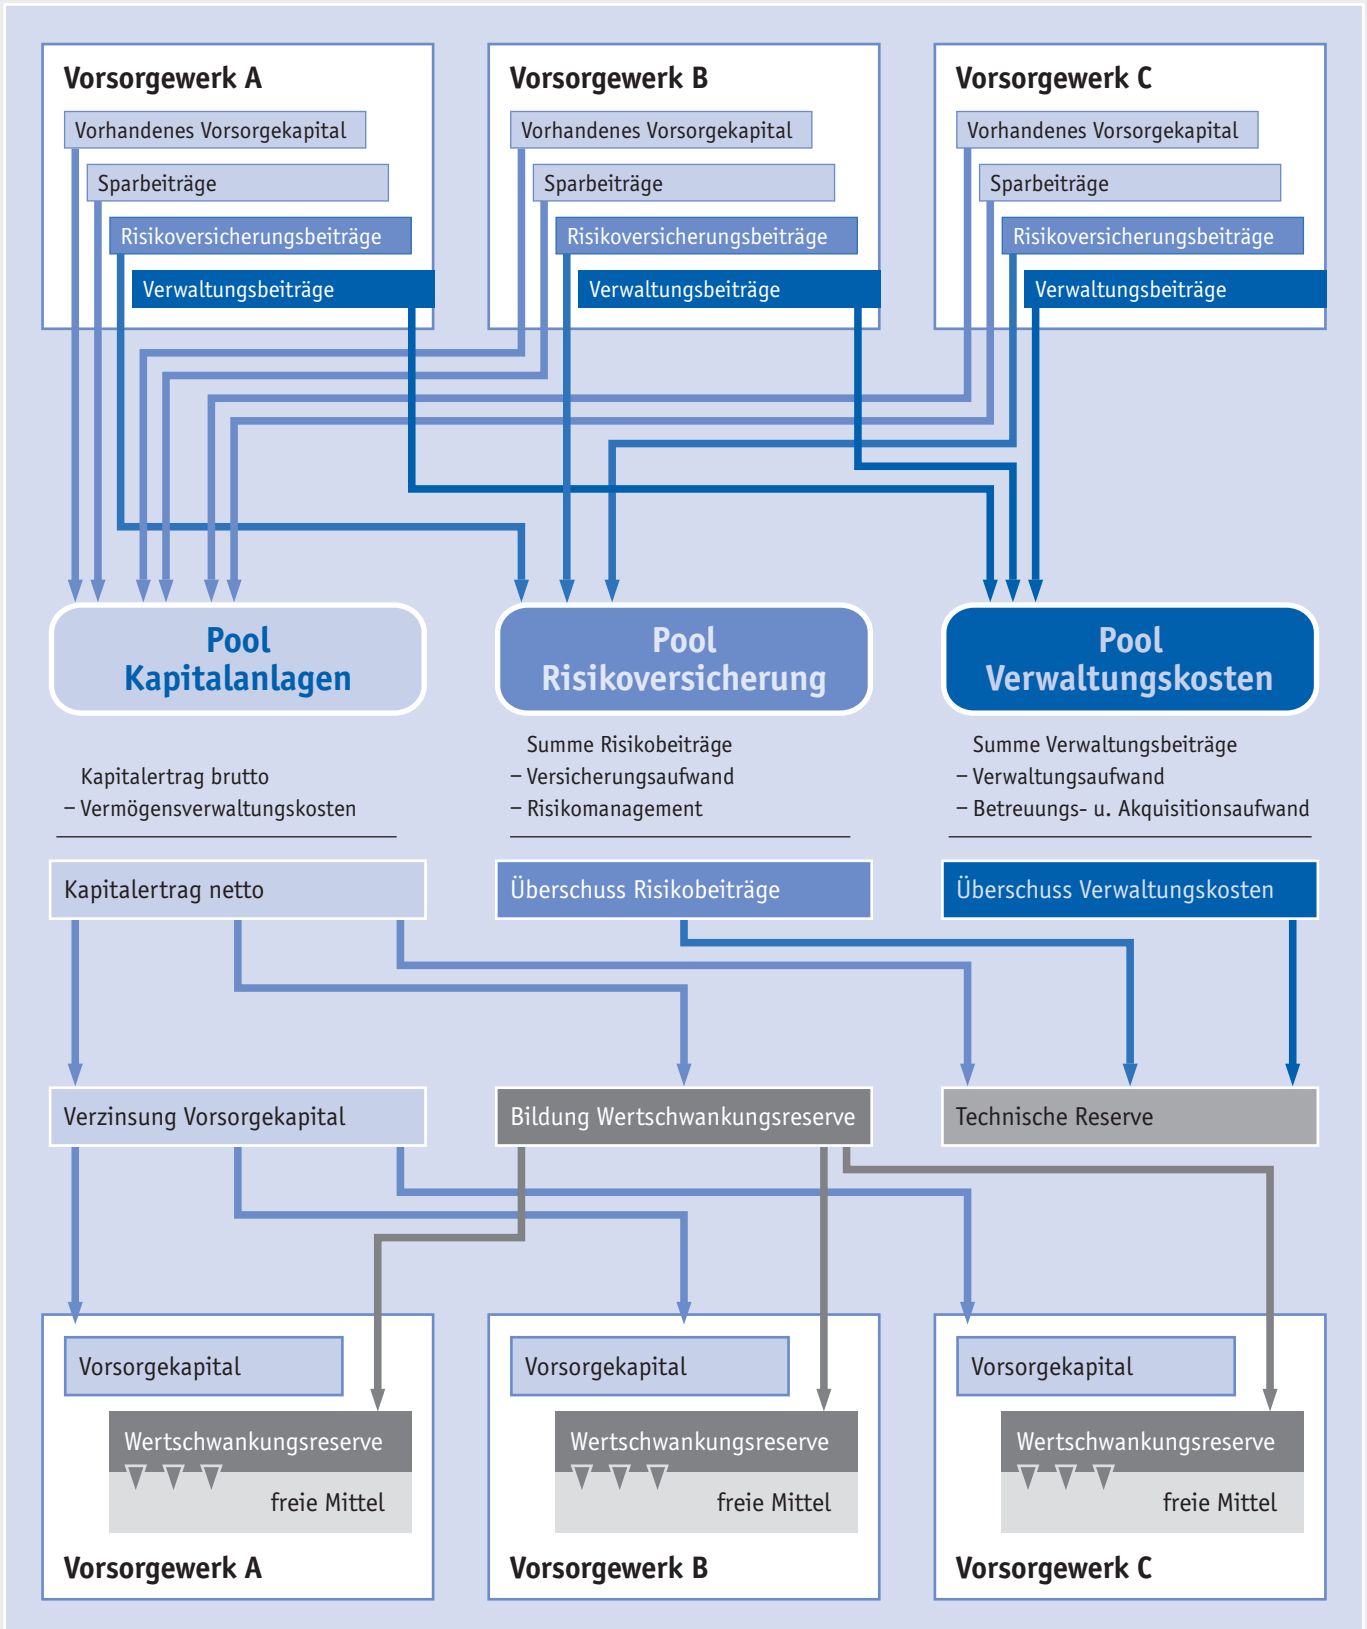 Vorsorgewerk A
Vorhandenes Vorsorgekapital
Sparbeiträge
Risikoversicherungsbeiträge
Verwaltungsbeiträge
Vorsorgewerk B
Vorhandenes Vorsorgekapital
Sparbeiträge
Risikoversicherungsbeiträge
Verwaltungsbeiträge
Vorsorgewerk C
Vorhandenes Vorsorgekapital
Sparbeiträge
Risikoversicherungsbeiträge
Verwaltungsbeiträge
Pool
Kapitalanlagen
Kapitalertrag brutto
– Vermögensverwaltungskosten
Pool
Risikoversicherung
Summe Risikobeiträge
– Versicherungsaufwand
– Risikomanagement
Pool
Verwaltungskosten
Summe Verwaltungsbeiträge
– Verwaltungsaufwand
– Betreuungs- u. Akquisitionsaufwand
Kapitalertrag netto
Überschuss Risikobeiträge
Überschuss Verwaltungskosten
Verzinsung Vorsorgekapital
Bildung Wertschwankungsreserve
Technische Reserve
Vorsorgekapital
Wertschwankungsreserve
freie Mittel
Vorsorgewerk A
Vorsorgekapital
Wertschwankungsreserve
freie Mittel
Vorsorgewerk B
Vorsorgekapital
Wertschwankungsreserve
freie Mittel
Vorsorgewerk C